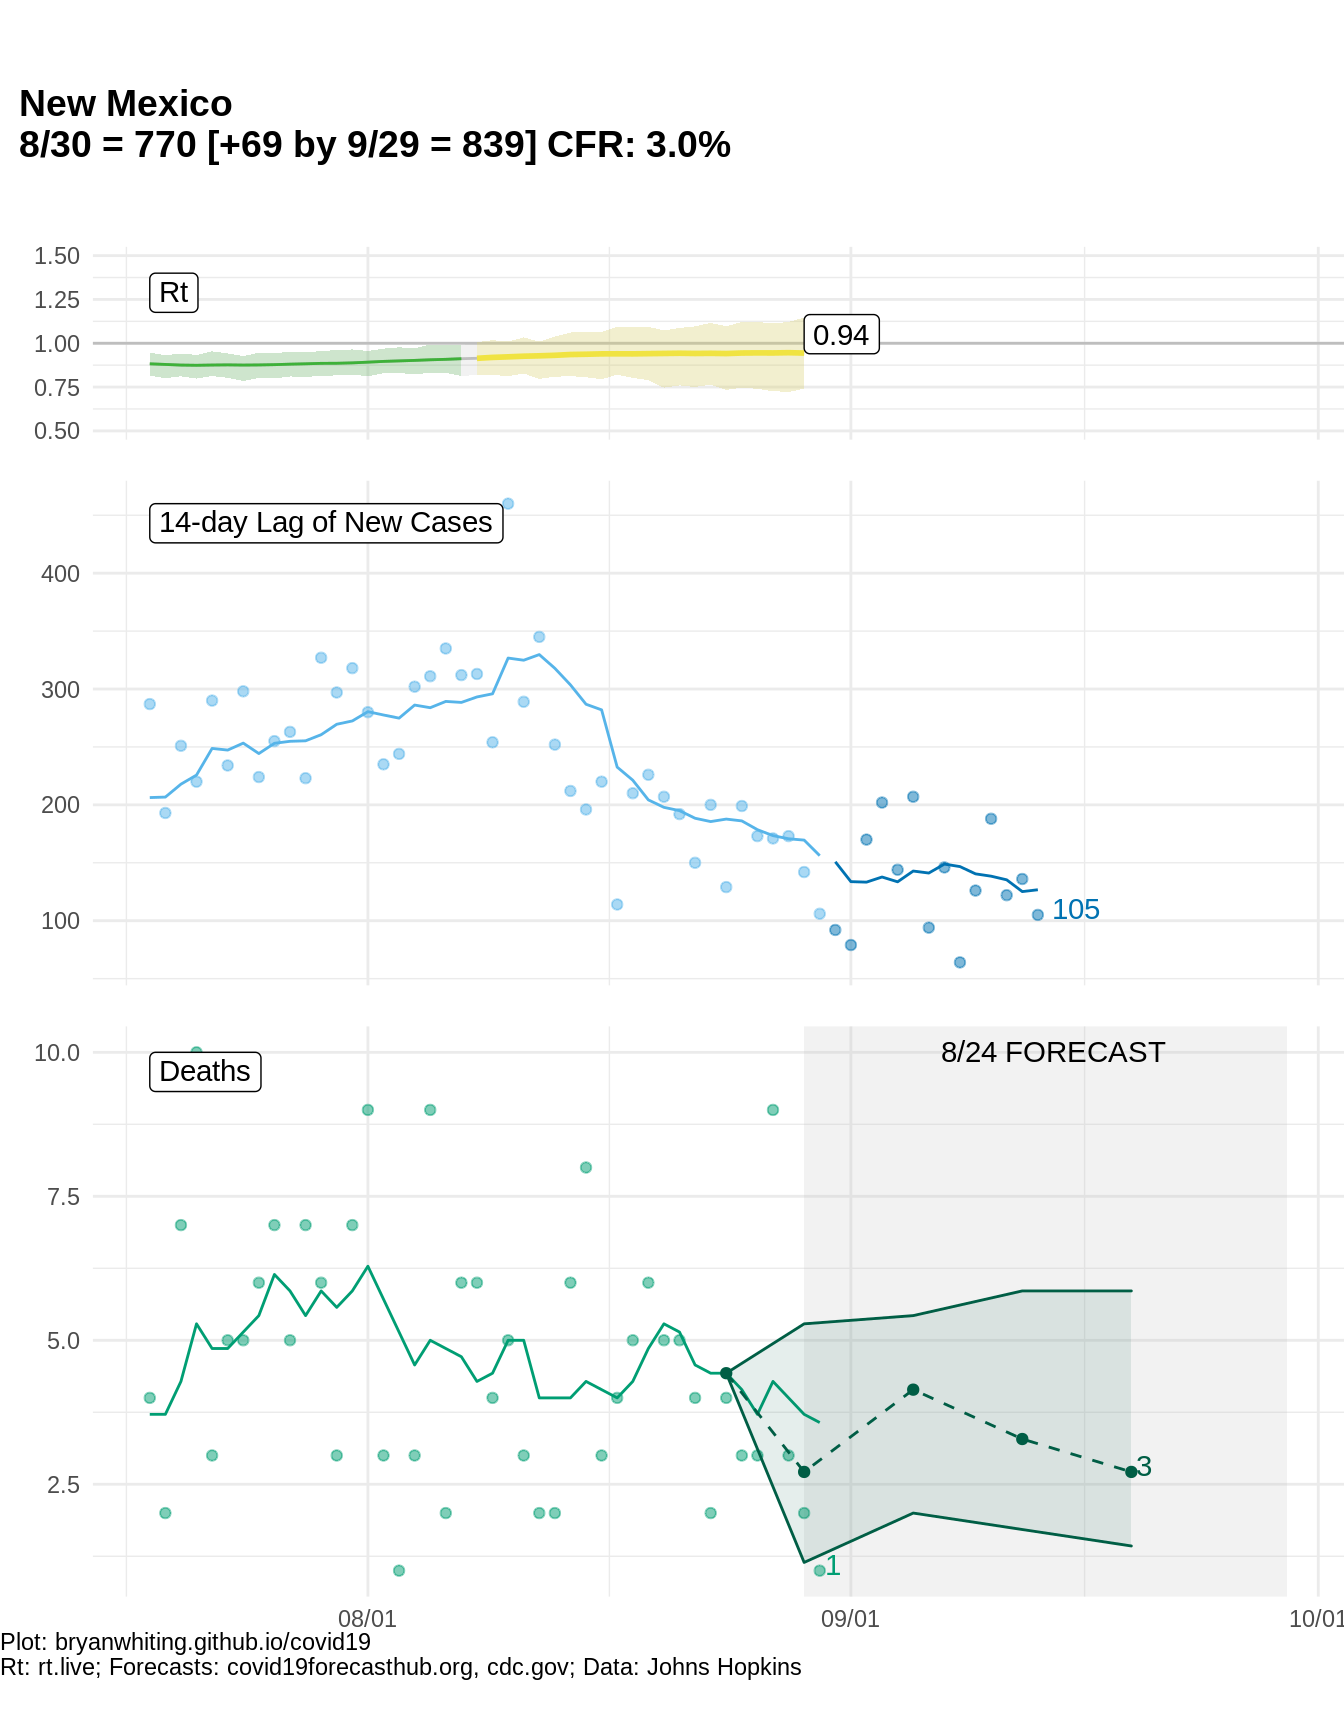 New Mexico
8/30 = 770 [+69 by 9/29 = 839] CFR: 3.0%
1.50
Rt
1.25
1.00
0.94
0.75
0.50
14-day Lag of New Cases
400
300
200
100
105
8/24 FORECAST
10.0
Deaths
7.5
5.0
3
2.5
1
08/01
09/01
10/01
Plot: bryanwhiting.github.io/covid19
Rt: rt.live; Forecasts: covid19forecasthub.org, cdc.gov; Data: Johns Hopkins